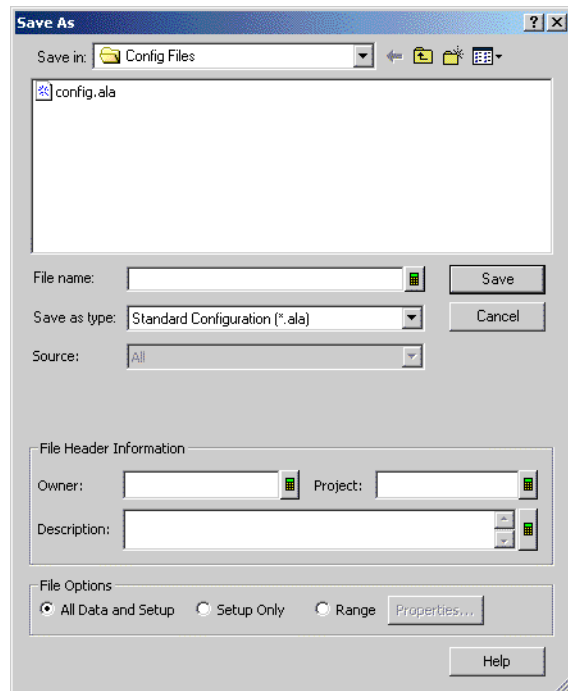 Save As
Save in: Config Files
config.ala
File name:
Save
Save as type: Standard Configuration (*.ala)
Cancel
Source: All
File Header Information
Owner:
Project:
Description:
File Options
All Data and Setup
Setup Only
Range
Properties...
Help